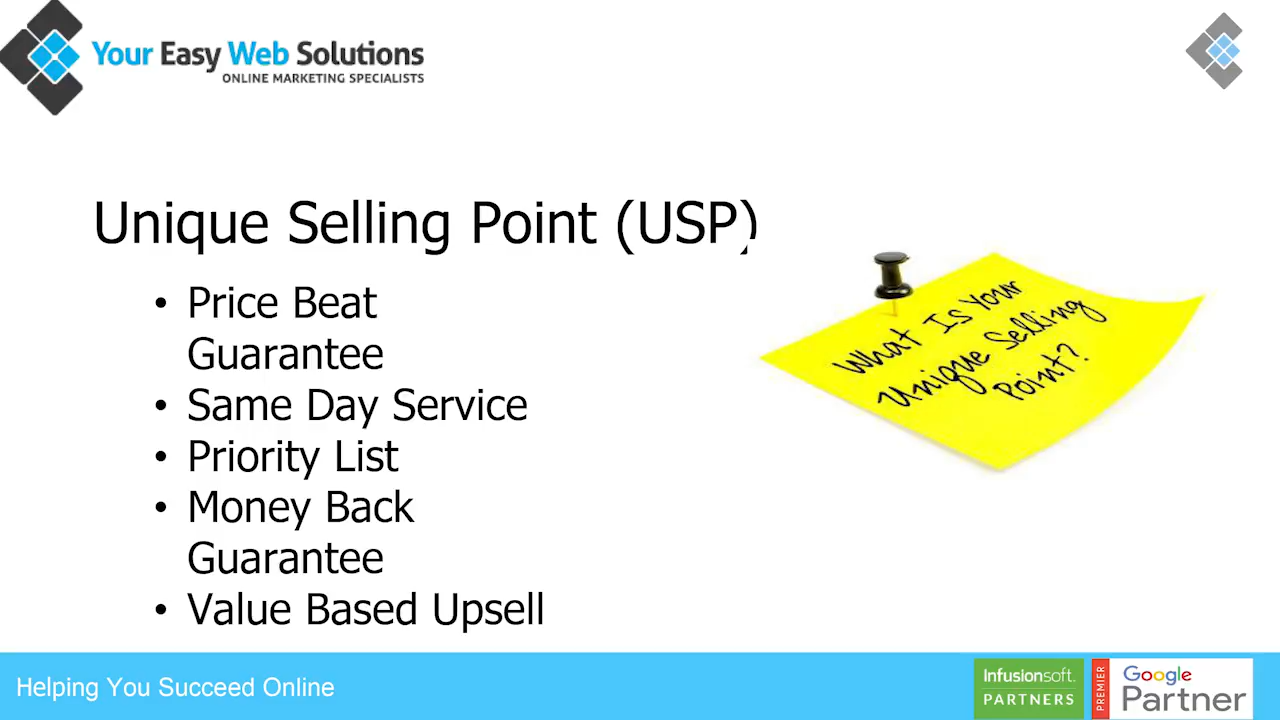 Your Easy Web Solutions
ONLINE MARKETING SPECIALISTS
Unique Selling Point (USP)
• Price Beat
Guarantee
• Same Day Service
• Priority List
• Money Back
Guarantee
• Value Based Upsell
What Is Your
Unique Selling
Point?
Helping You Succeed Online
Infusionsoft.
PARTNERS
PREMIER
Google
Partner